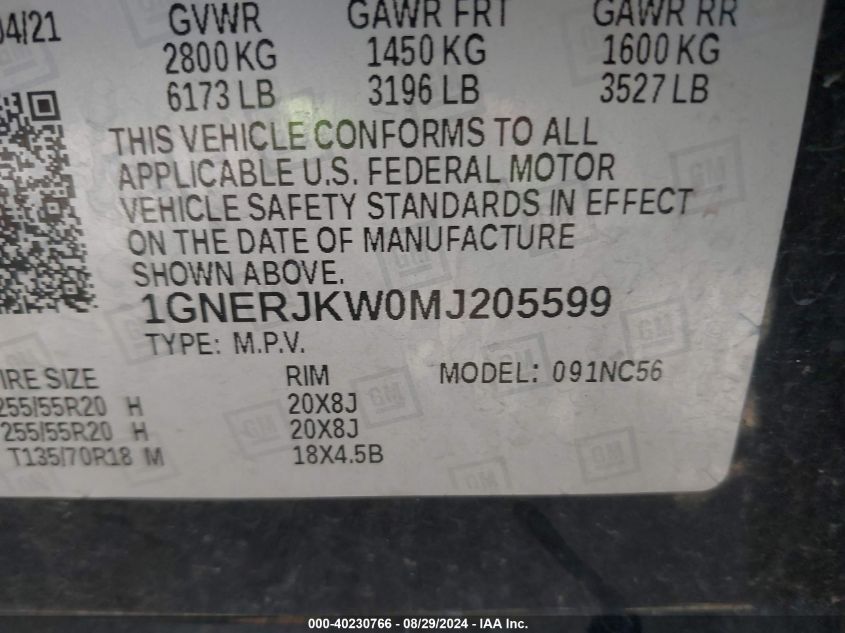 04/21 GVWR GAWR FRT GAWR RR
2800 KG 1450 KG 1600 KG
6173 LB 3196 LB 3527 LB
THIS VEHICLE CONFORMS TO ALL
APPLICABLE U.S. FEDERAL MOTOR
VEHICLE SAFETY STANDARDS IN EFFECT
ON THE DATE OF MANUFACTURE
SHOWN ABOVE.
1GNERJKW0MJ205599
TYPE: M.P.V.
IRE SIZE RIM MODEL: 091NC56
255/55R20 H 20X8J
255/55R20 H 20X8J
T135/70R18 M 18X4.5B
000-40230766 - 08/29/2024 - IAA Inc.